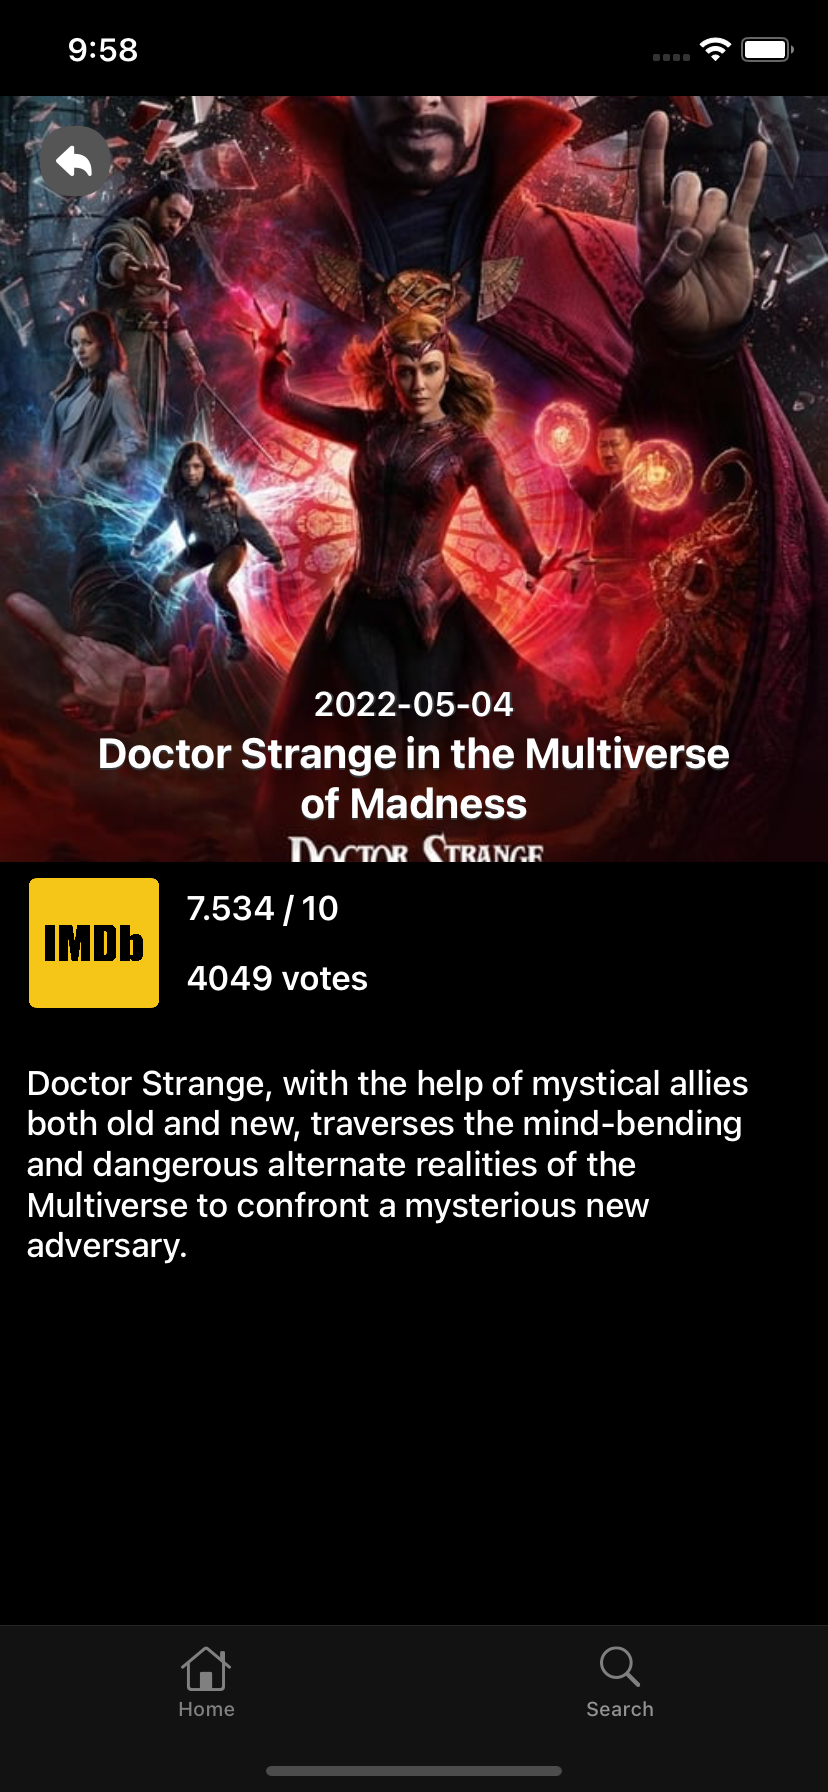 9:58
2022-05-04
Doctor Strange in the Multiverse
of Madness
DOCTOR STRANGE
IMDb
7.534 / 10
4049 votes
Doctor Strange, with the help of mystical allies
both old and new, traverses the mind-bending
and dangerous alternate realities of the
Multiverse to confront a mysterious new
adversary.
Home
Search